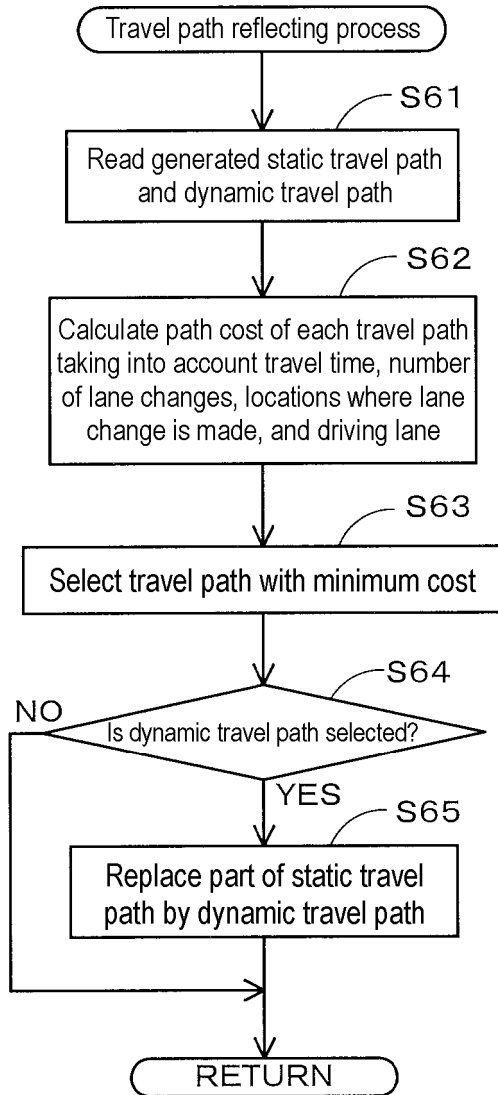 Travel path reflecting process
S61
Read generated static travel path
and dynamic travel path
S62
Calculate path cost of each travel path
taking into account travel time, number
of lane changes, locations where lane
change is made, and driving lane
S63
Select travel path with minimum cost
S64
NO
Is dynamic travel path selected?
YES
S65
Replace part of static travel
path by dynamic travel path
RETURN